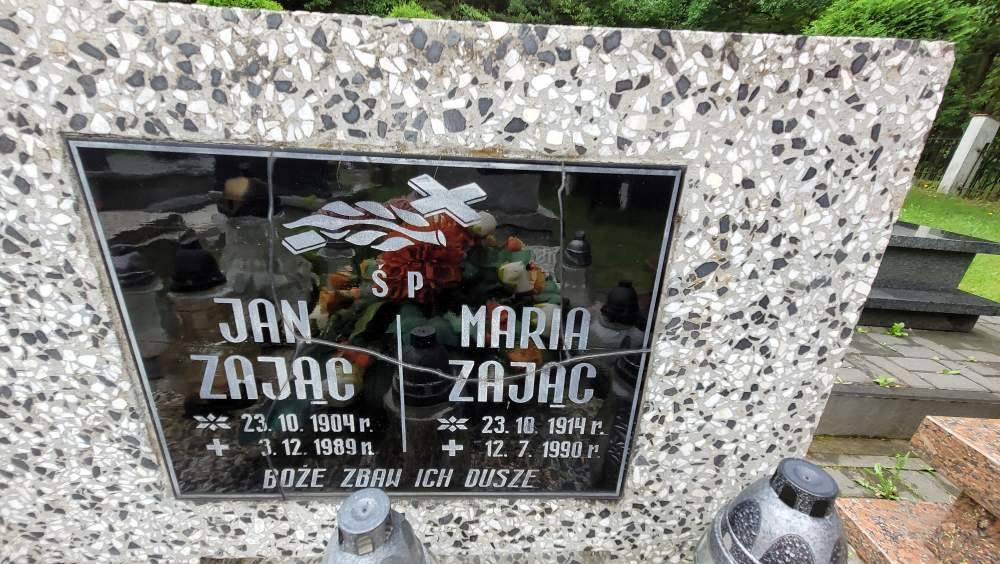 Ś P
JAN
ZAJĄC
23. 10. 1904 r.
3. 12. 1989 r.
MARIA
ZAJĄC
23. 10. 1914 r.
12. 7. 1990 r.
BOŻE ZBAW ICH DUSZE